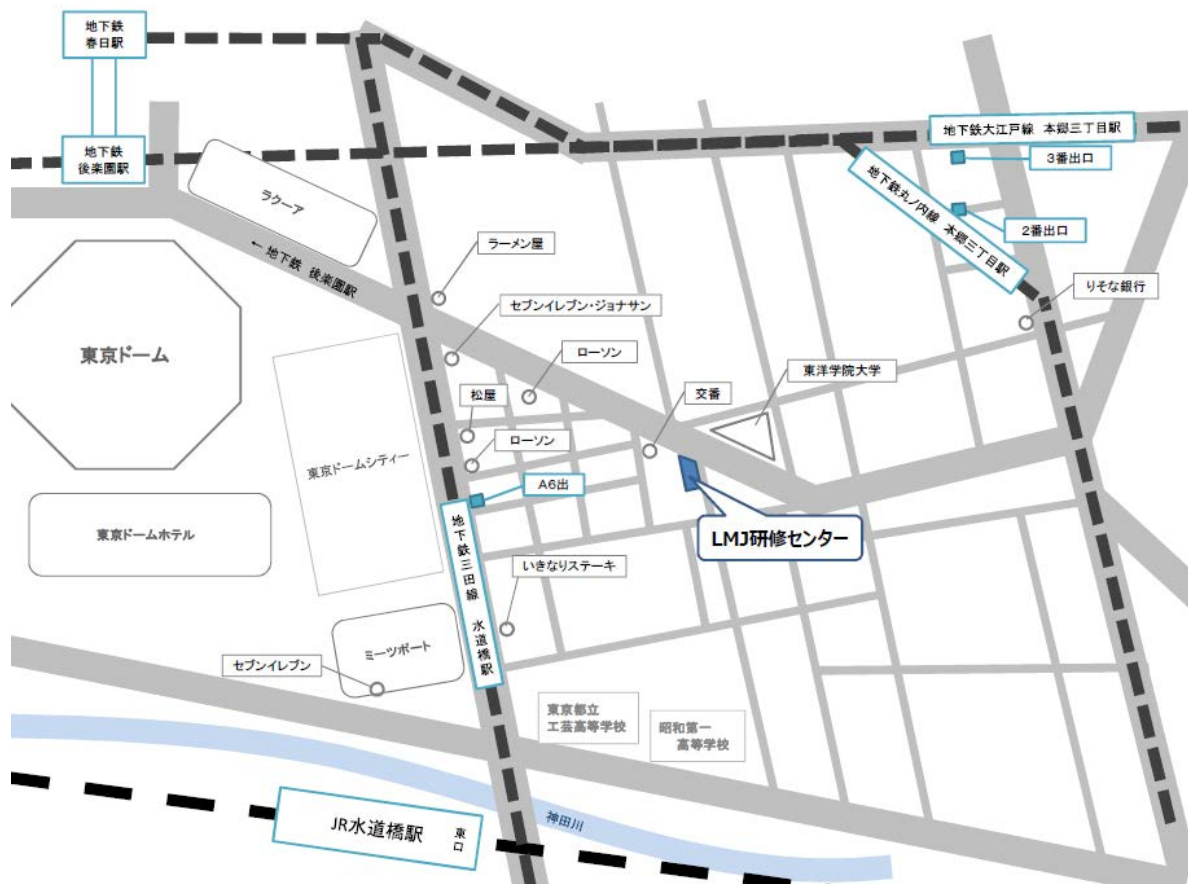 地下鉄
春日駅
地下鉄
後楽園駅
地下鉄大江戸線 本郷三丁目駅
3番出口
地下鉄丸ノ内線 本郷三丁目駅
2番出口
ラクーア
← 地下鉄 後楽園駅
ラーメン屋
りそな銀行
セブンイレブン・ジョナサン
東京ドーム
ローソン
東洋学院大学
松屋
交番
ローソン
東京ドームシティー
A6出
東京ドームホテル
地下鉄三田線 水道橋駅
LMJ研修センター
いきなりステーキ
ミーツポート
セブンイレブン
東京都立
工芸高等学校
昭和第一
高等学校
神田川
JR水道橋駅
東口